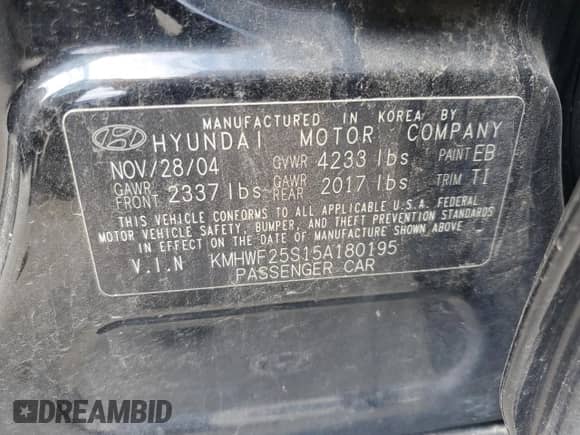 MANUFACTURED IN KOREA BY
HYUNDAI MOTOR COMPANY
NOV/28/04 GVWR 4233 lbs PAINT EB
GAWR FRONT 2337 lbs GAWR REAR 2017 lbs TRIM TI
THIS VEHICLE CONFORMS TO ALL APPLICABLE U.S.A. FEDERAL
MOTOR VEHICLE SAFETY, BUMPER, AND THEFT PREVENTION STANDARDS
IN EFFECT ON THE DATE OF MANUFACTURE SHOWN ABOVE
V.I.N KMHWF25S15A180195
PASSENGER CAR
DREAMBID